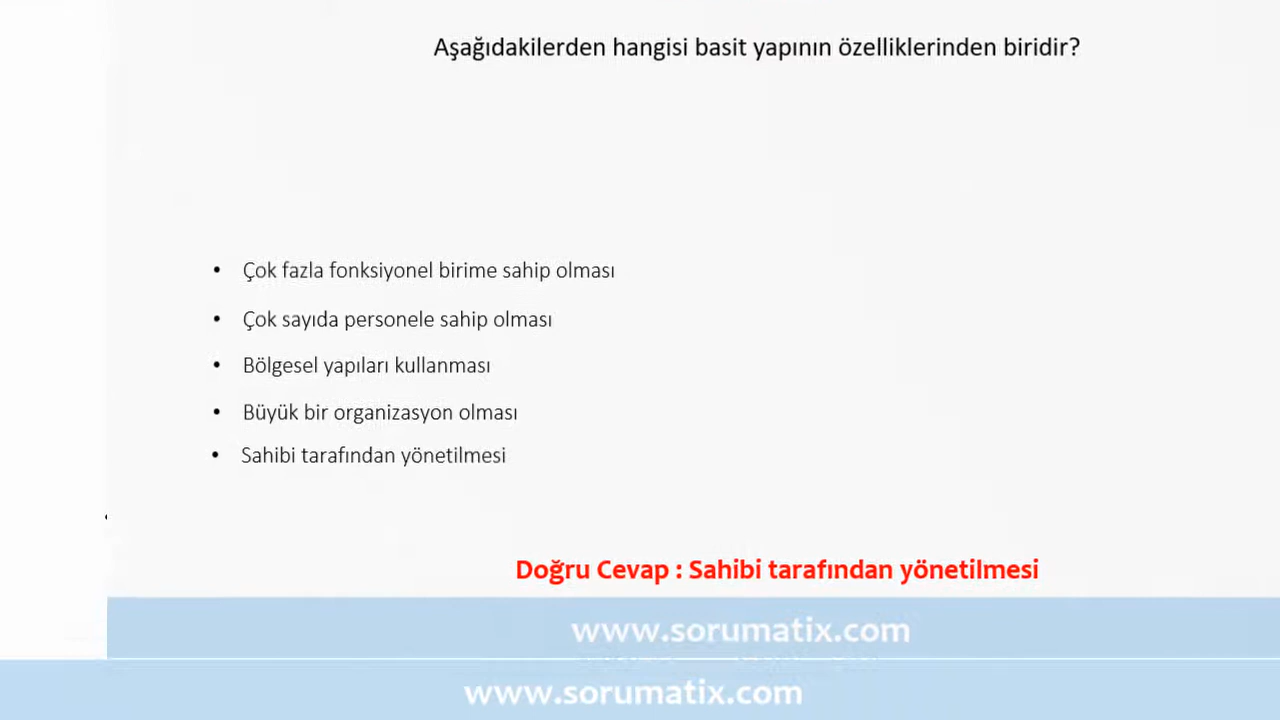 Aşağıdakilerden hangisi basit yapının özelliklerinden biridir?
• Çok fazla fonksiyonel birime sahip olması
• Çok sayıda personele sahip olması
• Bölgesel yapıları kullanması
• Büyük bir organizasyon olması
• Sahibi tarafından yönetilmesi
Doğru Cevap : Sahibi tarafından yönetilmesi
www.sorumatix.com
www.sorumatix.com